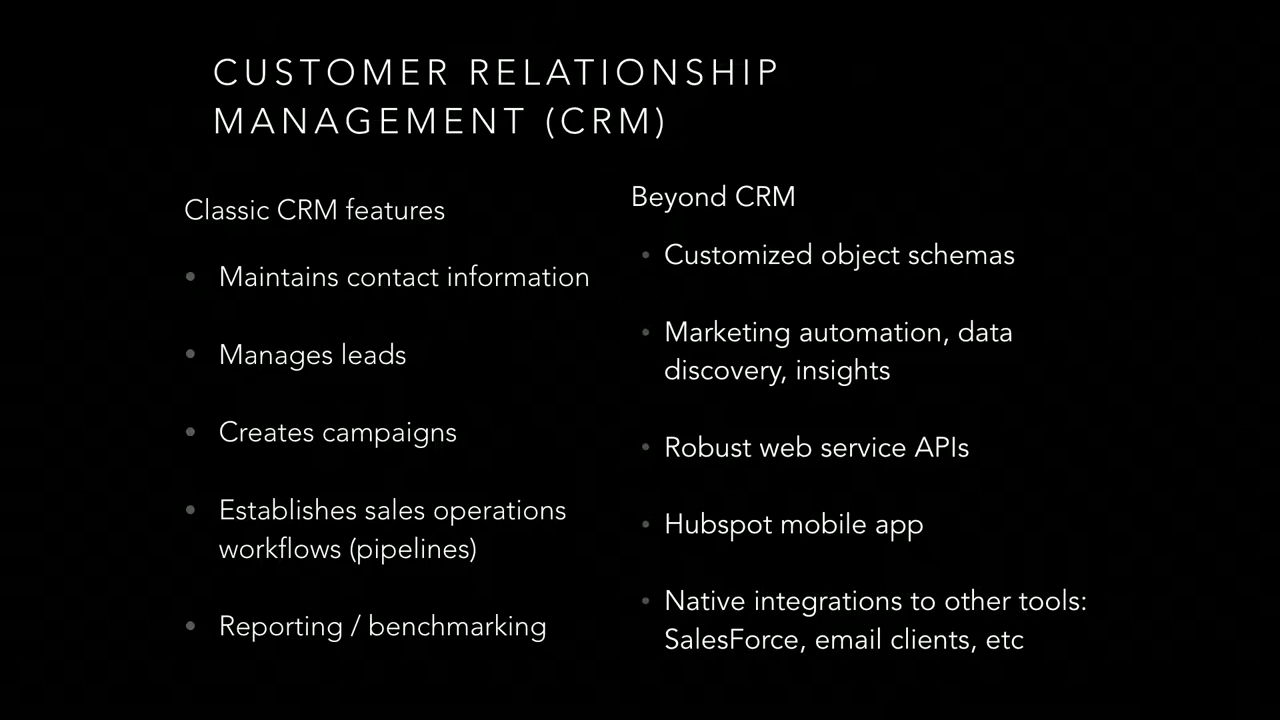 CUSTOMER RELATIONSHIP
MANAGEMENT (CRM)
Classic CRM features
• Maintains contact information
• Manages leads
• Creates campaigns
• Establishes sales operations
workflows (pipelines)
• Reporting / benchmarking
Beyond CRM
• Customized object schemas
• Marketing automation, data
discovery, insights
• Robust web service APIs
• Hubspot mobile app
• Native integrations to other tools:
SalesForce, email clients, etc